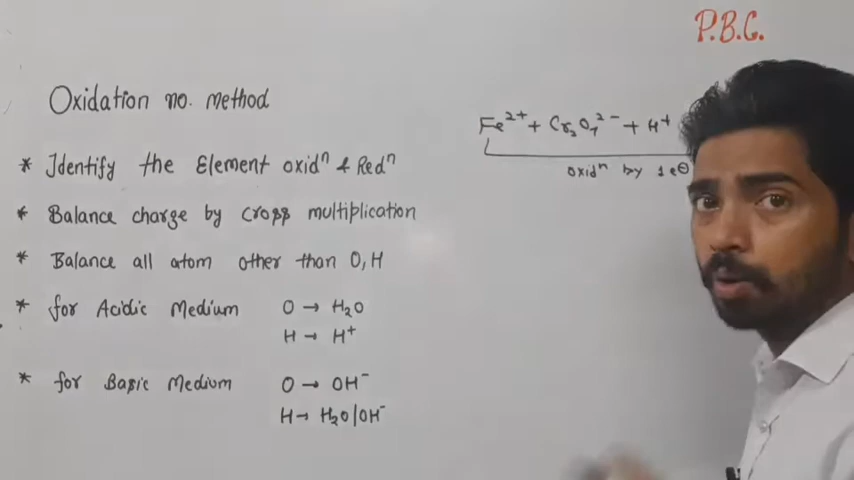 P.B.C.
Oxidation no. method
* Identify the Element oxidⁿ & Redⁿ
* Balance charge by cross multiplication
* Balance all atom other than O, H
* for Acidic Medium O → H₂O
H → H⁺
* for Basic Medium O → OH⁻
H → H₂O/OH⁻
Fe²⁺ + Cr₂O₇²⁻ + H⁺
oxidⁿ by 1 e⊖